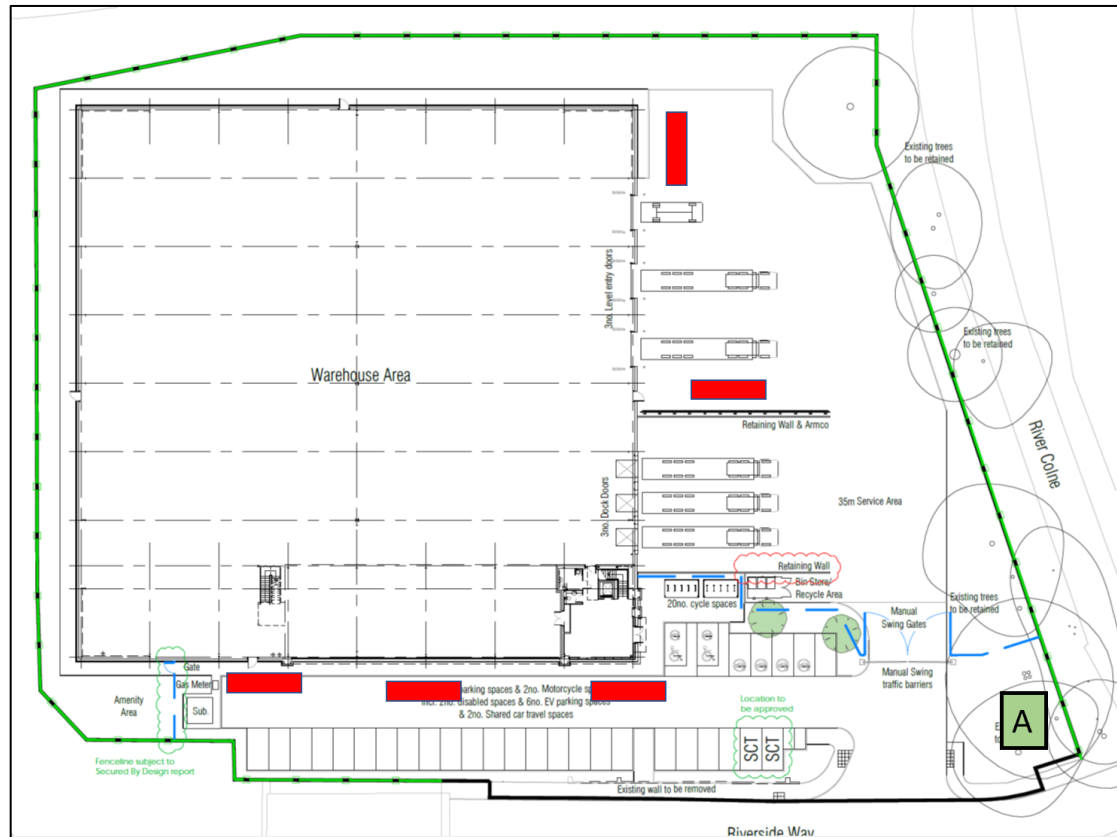 Existing trees
to be retained
3no. Level entry doors
Existing trees
to be retained
Warehouse Area
River Colne
Retaining Wall & Armco
35m Service Area
3no. Dock Doors
Retaining Wall
Bin Store/
Recycle Area
20no. cycle spaces
Existing trees
to be retained
Manual
Swing Gates
Manual Swing
traffic barriers
Gate
Gas Meter
Sub.
Amenity
Area
parking spaces & 2no. Motorcycle
incl. 2no. disabled spaces & 6no. EV parking spaces
& 2no. Shared car travel spaces
Location to
be approved
SCT
SCT
A
Fenceline subject to
Secured By Design report
Existing wall to be removed
Riverside Way